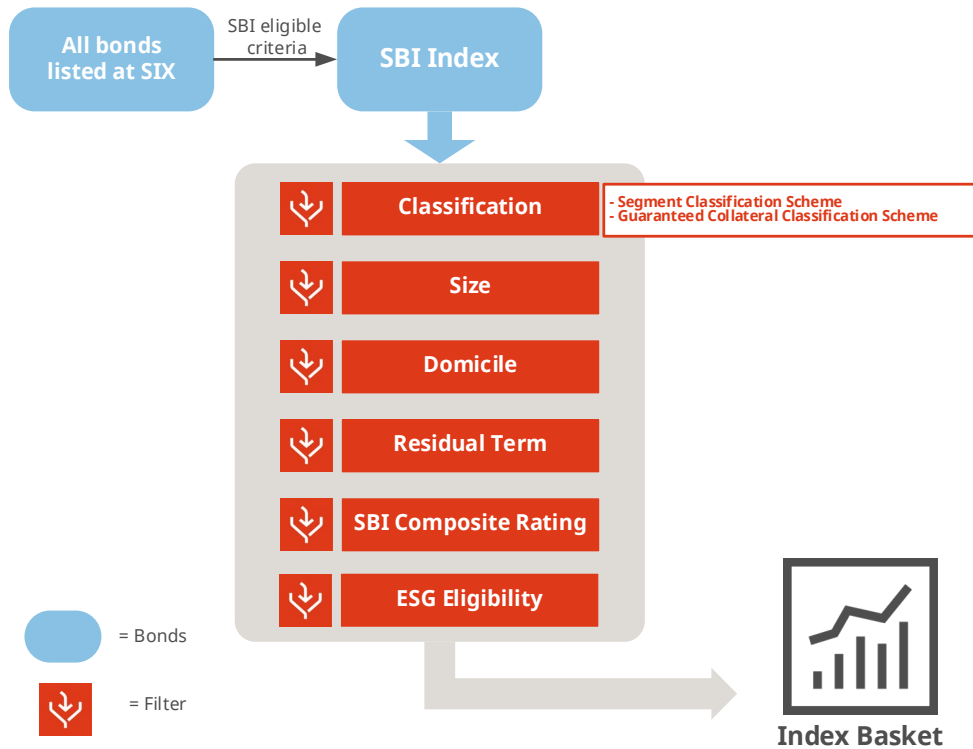 All bonds
listed at SIX
SBI eligible
criteria
SBI Index
Classification
- Segment Classification Scheme
- Guaranteed Collateral Classification Scheme
Size
Domicile
Residual Term
SBI Composite Rating
ESG Eligibility
= Bonds
= Filter
Index Basket